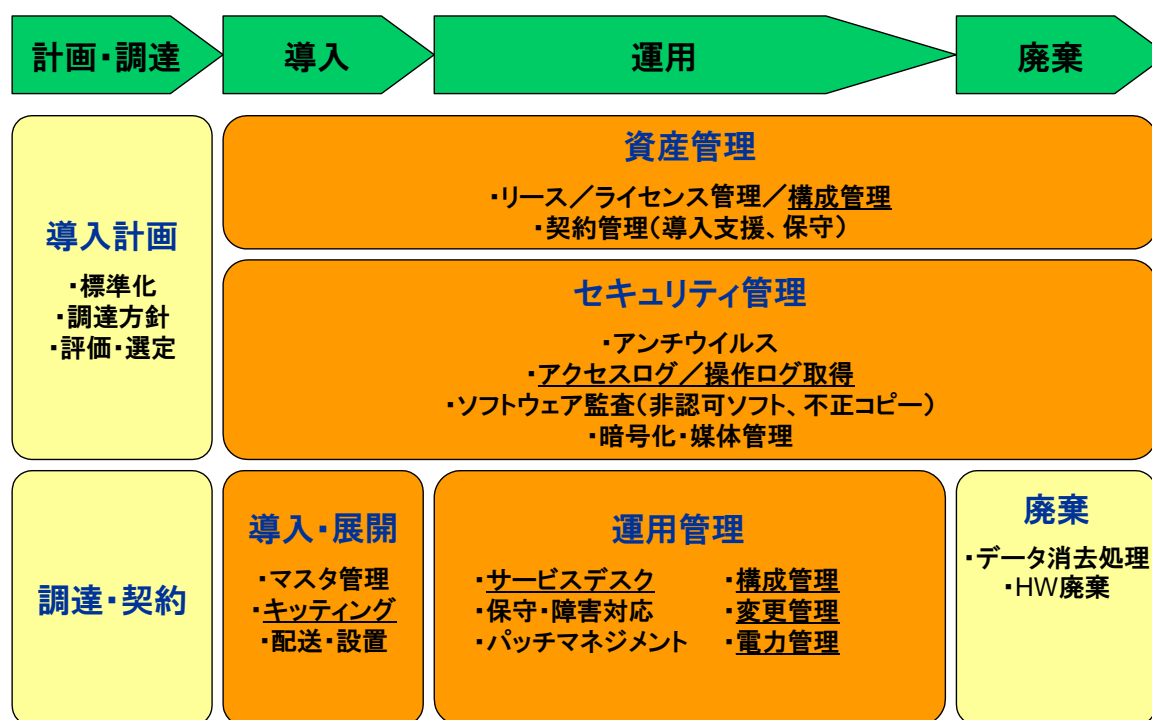 計画・調達
導入
運用
廃棄
導入計画
・標準化
・調達方針
・評価・選定
資産管理
・リース／ライセンス管理／構成管理
・契約管理(導入支援、保守)
セキュリティ管理
・アンチウイルス
・アクセスログ／操作ログ取得
・ソフトウェア監査(非認可ソフト、不正コピー)
・暗号化・媒体管理
調達・契約
導入・展開
・マスタ管理
・キッティング
・配送・設置
運用管理
・サービスデスク
・保守・障害対応
・パッチマネジメント
・構成管理
・変更管理
・電力管理
廃棄
・データ消去処理
・HW廃棄